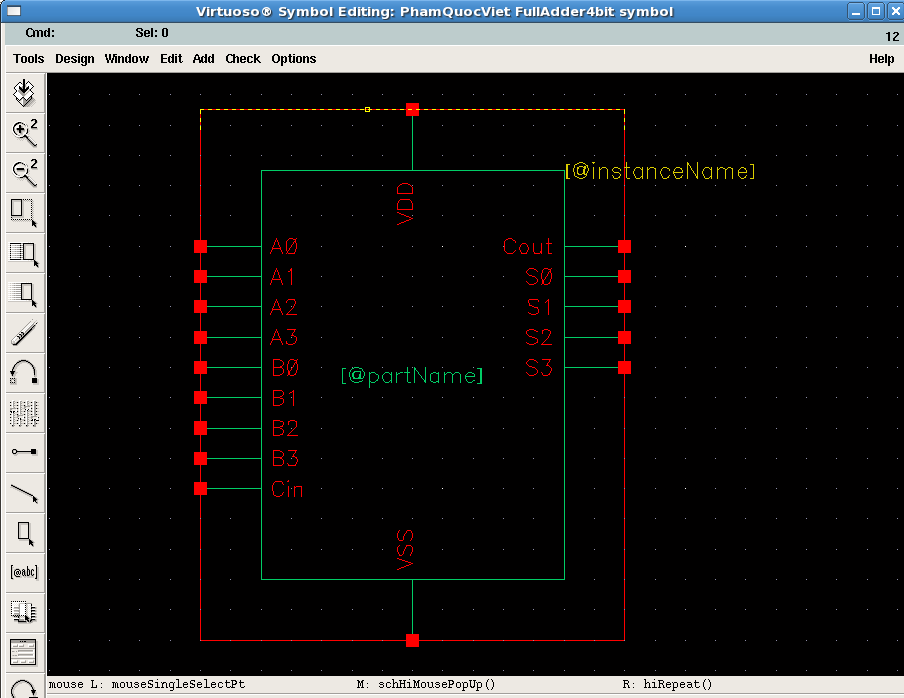 Virtuoso® Symbol Editing: PhamQuocViet FullAdder4bit symbol
Cmd: Sel: 0 12
Tools Design Window Edit Add Check Options Help
2
2
[@abc]
[@instanceName]
VDD
A0 Cout
A1 S0
A2 S1
A3 S2
B0 S3
[@partName]
B1
B2
B3
Cin
VSS
mouse L: mouseSingleSelectPt M: schHiMousePopUp() R: hiRepeat()